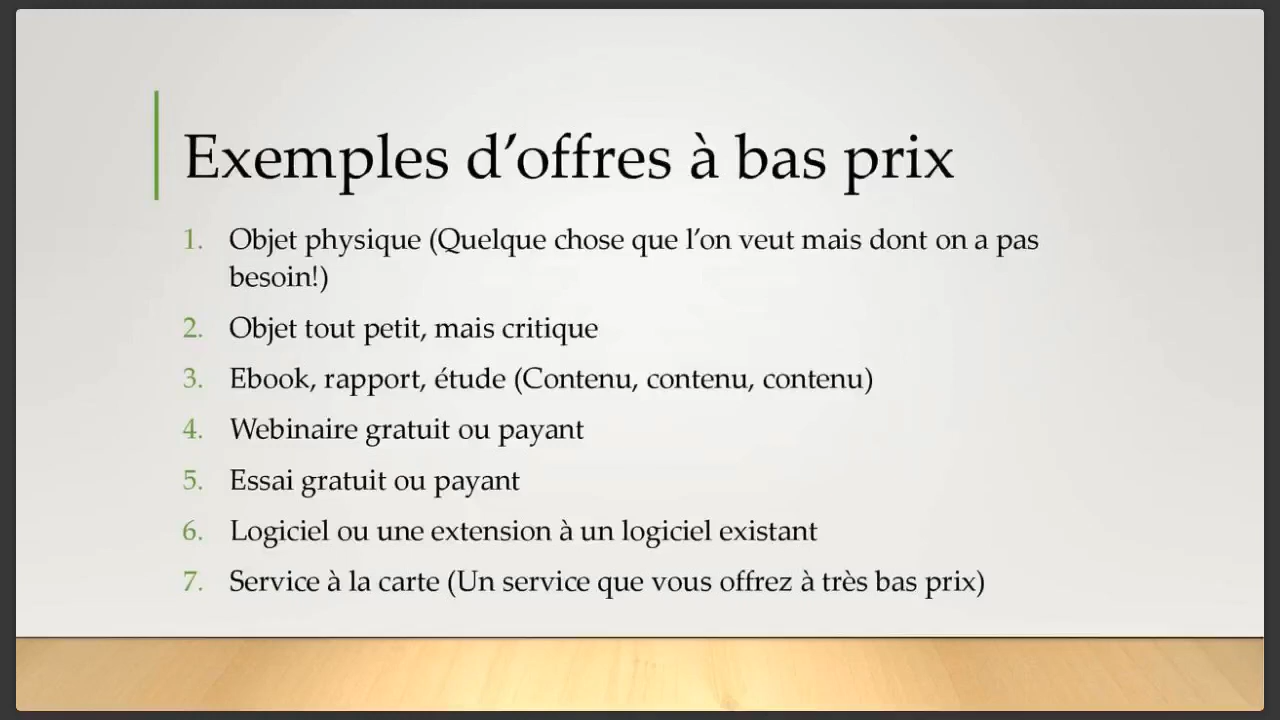 Exemples d’offres à bas prix
1. Objet physique (Quelque chose que l’on veut mais dont on a pas
besoin!)
2. Objet tout petit, mais critique
3. Ebook, rapport, étude (Contenu, contenu, contenu)
4. Webinaire gratuit ou payant
5. Essai gratuit ou payant
6. Logiciel ou une extension à un logiciel existant
7. Service à la carte (Un service que vous offrez à très bas prix)